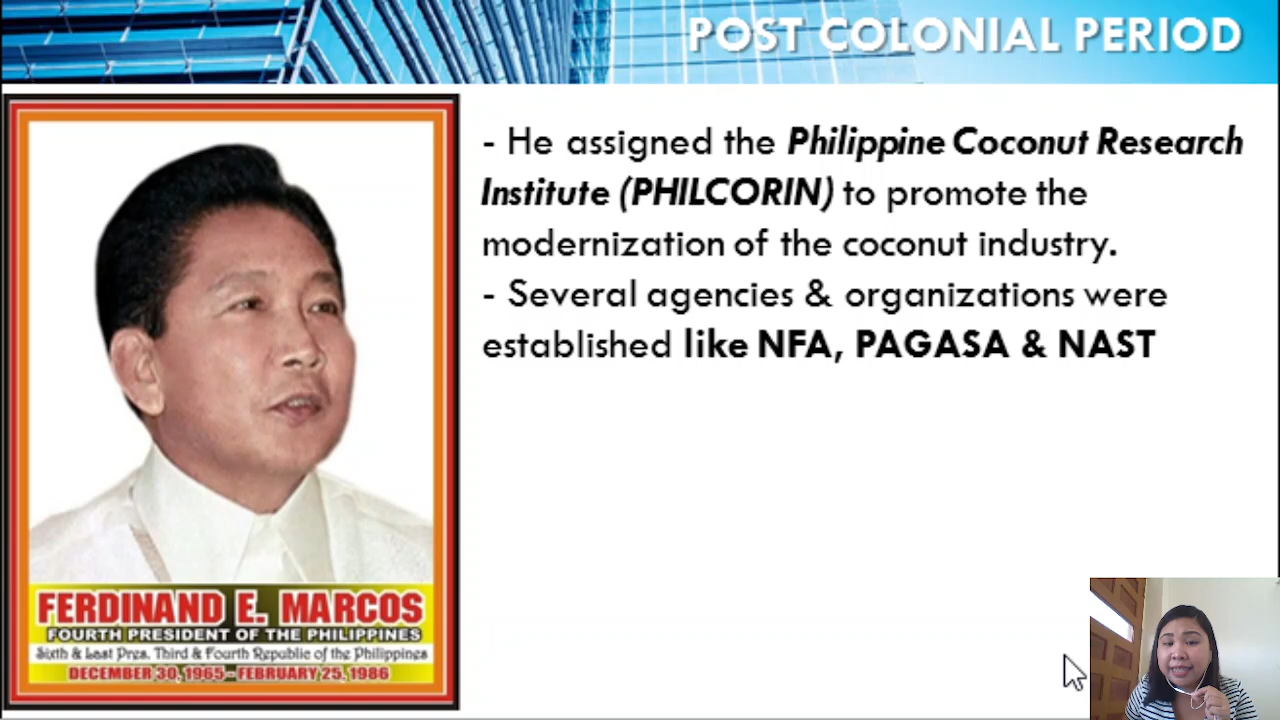 POST COLONIAL PERIOD
- He assigned the Philippine Coconut Research
Institute (PHILCORIN) to promote the
modernization of the coconut industry.
- Several agencies & organizations were
established like NFA, PAGASA & NAST
FERDINAND E. MARCOS
FOURTH PRESIDENT OF THE PHILIPPINES
Sixth & Last Pres. Third & Fourth Republic of the Philippines
DECEMBER 30, 1965 - FEBRUARY 25, 1986